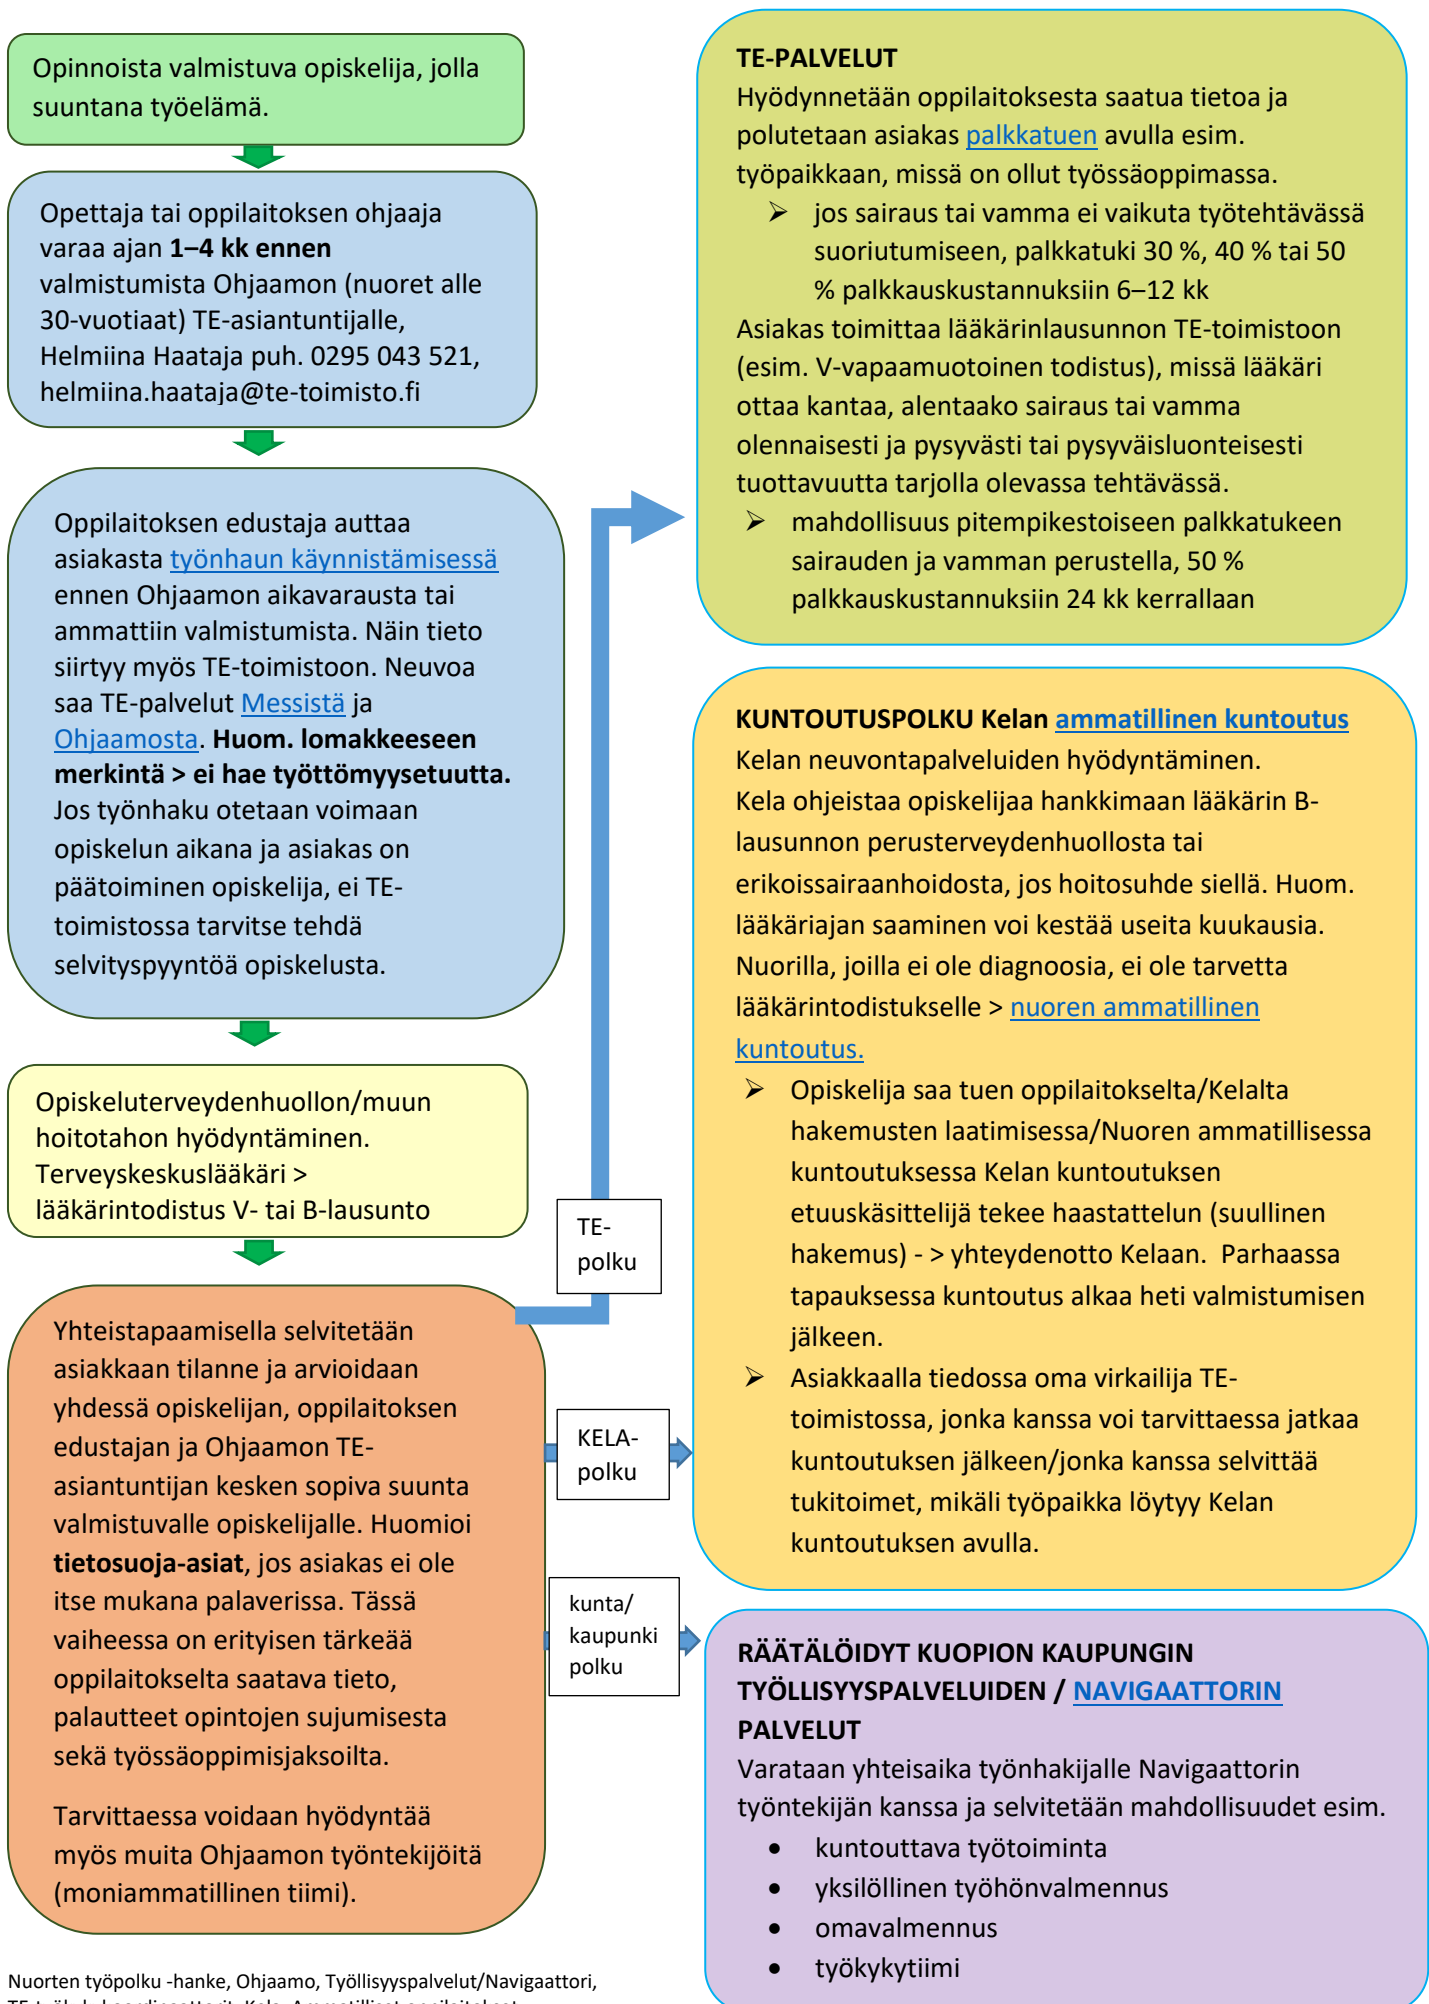 Opinnoista valmistuva opiskelija, jolla
suuntana työelämä.
Opettaja tai oppilaitoksen ohjaaja
varaa ajan 1–4 kk ennen
valmistumista Ohjaamon (nuoret alle
30-vuotiaat) TE-asiantuntijalle,
Helmiina Haataja puh. 0295 043 521,
helmiina.haataja@te-toimisto.fi
Oppilaitoksen edustaja auttaa
asiakasta työnhaun käynnistämisessä
ennen Ohjaamon aikavarausta tai
ammattiin valmistumista. Näin tieto
siirtyy myös TE-toimistoon. Neuvoa
saa TE-palvelut Messistä ja
Ohjaamosta. Huom. lomakkeeseen
merkintä > ei hae työttömyysetuutta.
Jos työnhaku otetaan voimaan
opiskelun aikana ja asiakas on
päätoiminen opiskelija, ei TE-
toimistossa tarvitse tehdä
selvityspyyntöä opiskelusta.
Opiskeluterveydenhuollon/muun
hoitotahon hyödyntäminen.
Terveyskeskuslääkäri >
lääkärintodistus V- tai B-lausunto
Yhteistapaamisella selvitetään
asiakkaan tilanne ja arvioidaan
yhdessä opiskelijan, oppilaitoksen
edustajan ja Ohjaamon TE-
asiantuntijan kesken sopiva suunta
valmistuvalle opiskelijalle. Huomioi
tietosuoja-asiat, jos asiakas ei ole
itse mukana palaverissa. Tässä
vaiheessa on erityisen tärkeää
oppilaitokselta saatava tieto,
palautteet opintojen sujumisesta
sekä työssäoppimisjaksoilta.
Tarvittaessa voidaan hyödyntää
myös muita Ohjaamon työntekijöitä
(moniammatillinen tiimi).
TE-
polku
KELA-
polku
kunta/
kaupunki
polku
TE-PALVELUT
Hyödynnetään oppilaitoksesta saatua tietoa ja
polutetaan asiakas palkkatuen avulla esim.
työpaikkaan, missä on ollut työssäoppimassa.
➢ jos sairaus tai vamma ei vaikuta työtehtävässä
suoriutumiseen, palkkatuki 30 %, 40 % tai 50
% palkkauskustannuksiin 6–12 kk
Asiakas toimittaa lääkärinlausunnon TE-toimistoon
(esim. V-vapaamuotoinen todistus), missä lääkäri
ottaa kantaa, alentaako sairaus tai vamma
olennaisesti ja pysyvästi tai pysyväisluonteisesti
tuottavuutta tarjolla olevassa tehtävässä.
➢ mahdollisuus pitempikestoiseen palkkatukeen
sairauden ja vamman perustella, 50 %
palkkauskustannuksiin 24 kk kerrallaan
KUNTOUTUSPOLKU Kelan ammatillinen kuntoutus
Kelan neuvontapalveluiden hyödyntäminen.
Kela ohjeistaa opiskelijaa hankkimaan lääkärin B-
lausunnon perusterveydenhuollosta tai
erikoissairaanhoidosta, jos hoitosuhde siellä. Huom.
lääkäriajan saaminen voi kestää useita kuukausia.
Nuorilla, joilla ei ole diagnoosia, ei ole tarvetta
lääkärintodistukselle > nuoren ammatillinen
kuntoutus.
➢ Opiskelija saa tuen oppilaitokselta/Kelalta
hakemusten laatimisessa/Nuoren ammatillisessa
kuntoutuksessa Kelan kuntoutuksen
etuuskäsittelijä tekee haastattelun (suullinen
hakemus) - > yhteydenotto Kelaan. Parhaassa
tapauksessa kuntoutus alkaa heti valmistumisen
jälkeen.
➢ Asiakkaalla tiedossa oma virkailija TE-
toimistossa, jonka kanssa voi tarvittaessa jatkaa
kuntoutuksen jälkeen/jonka kanssa selvittää
tukitoimet, mikäli työpaikka löytyy Kelan
kuntoutuksen avulla.
RÄÄTÄLÖIDYT KUOPION KAUPUNGIN
TYÖLLISYYSPALVELUIDEN / NAVIGAATTORIN
PALVELUT
Varataan yhteisaika työnhakijalle Navigaattorin
työntekijän kanssa ja selvitetään mahdollisuudet esim.
• kuntouttava työtoiminta
• yksilöllinen työhönvalmennus
• omavalmennus
• työkykytiimi
Nuorten työpolku -hanke, Ohjaamo, Työllisyyspalvelut/Navigaattori,